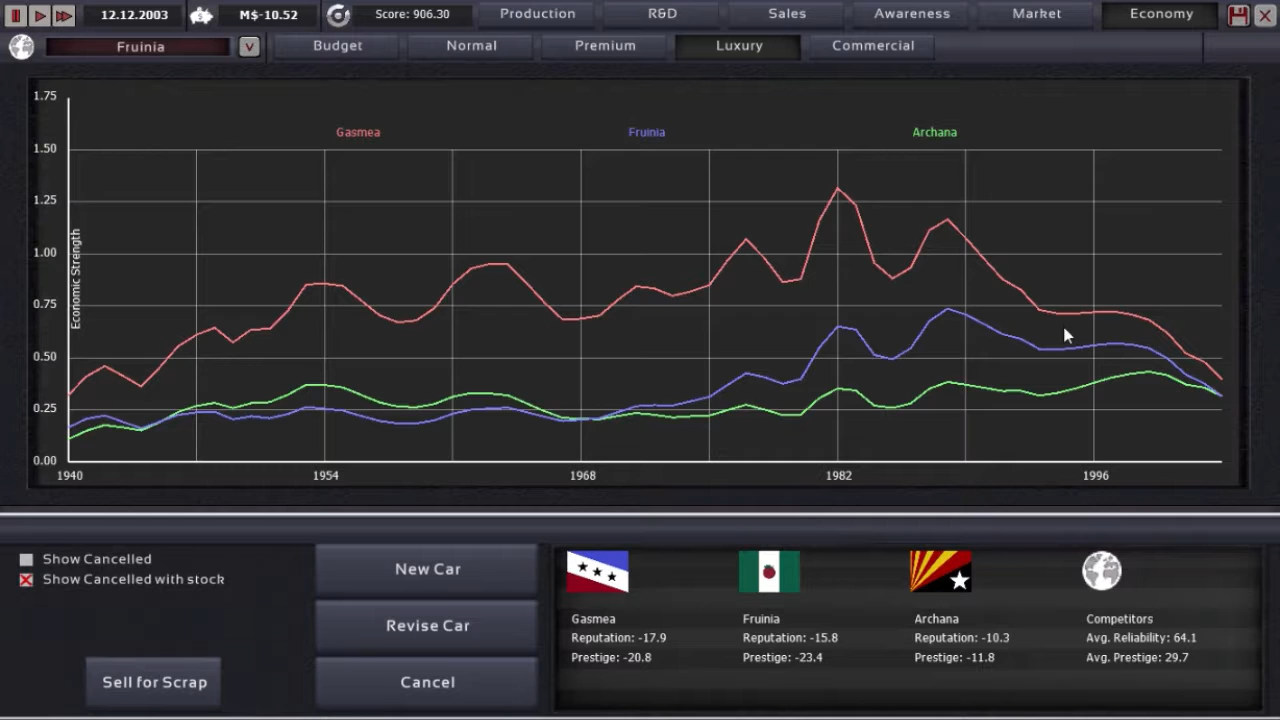 12.12.2003 M$-10.52 Score: 906.30 Production R&D Sales Awareness Market Economy
Fruinia V Budget Normal Premium Luxury Commercial
1.75
Gasmea Fruinia Archana
1.50
1.25
1.00
Economic Strength
0.75
0.50
0.25
0.00
1940 1954 1968 1982 1996
Show Cancelled
Show Cancelled with stock
Sell for Scrap
New Car
Revise Car
Cancel
Gasmea Fruinia Archana Competitors
Reputation: -17.9 Reputation: -15.8 Reputation: -10.3 Avg. Reliability: 64.1
Prestige: -20.8 Prestige: -23.4 Prestige: -11.8 Avg. Prestige: 29.7